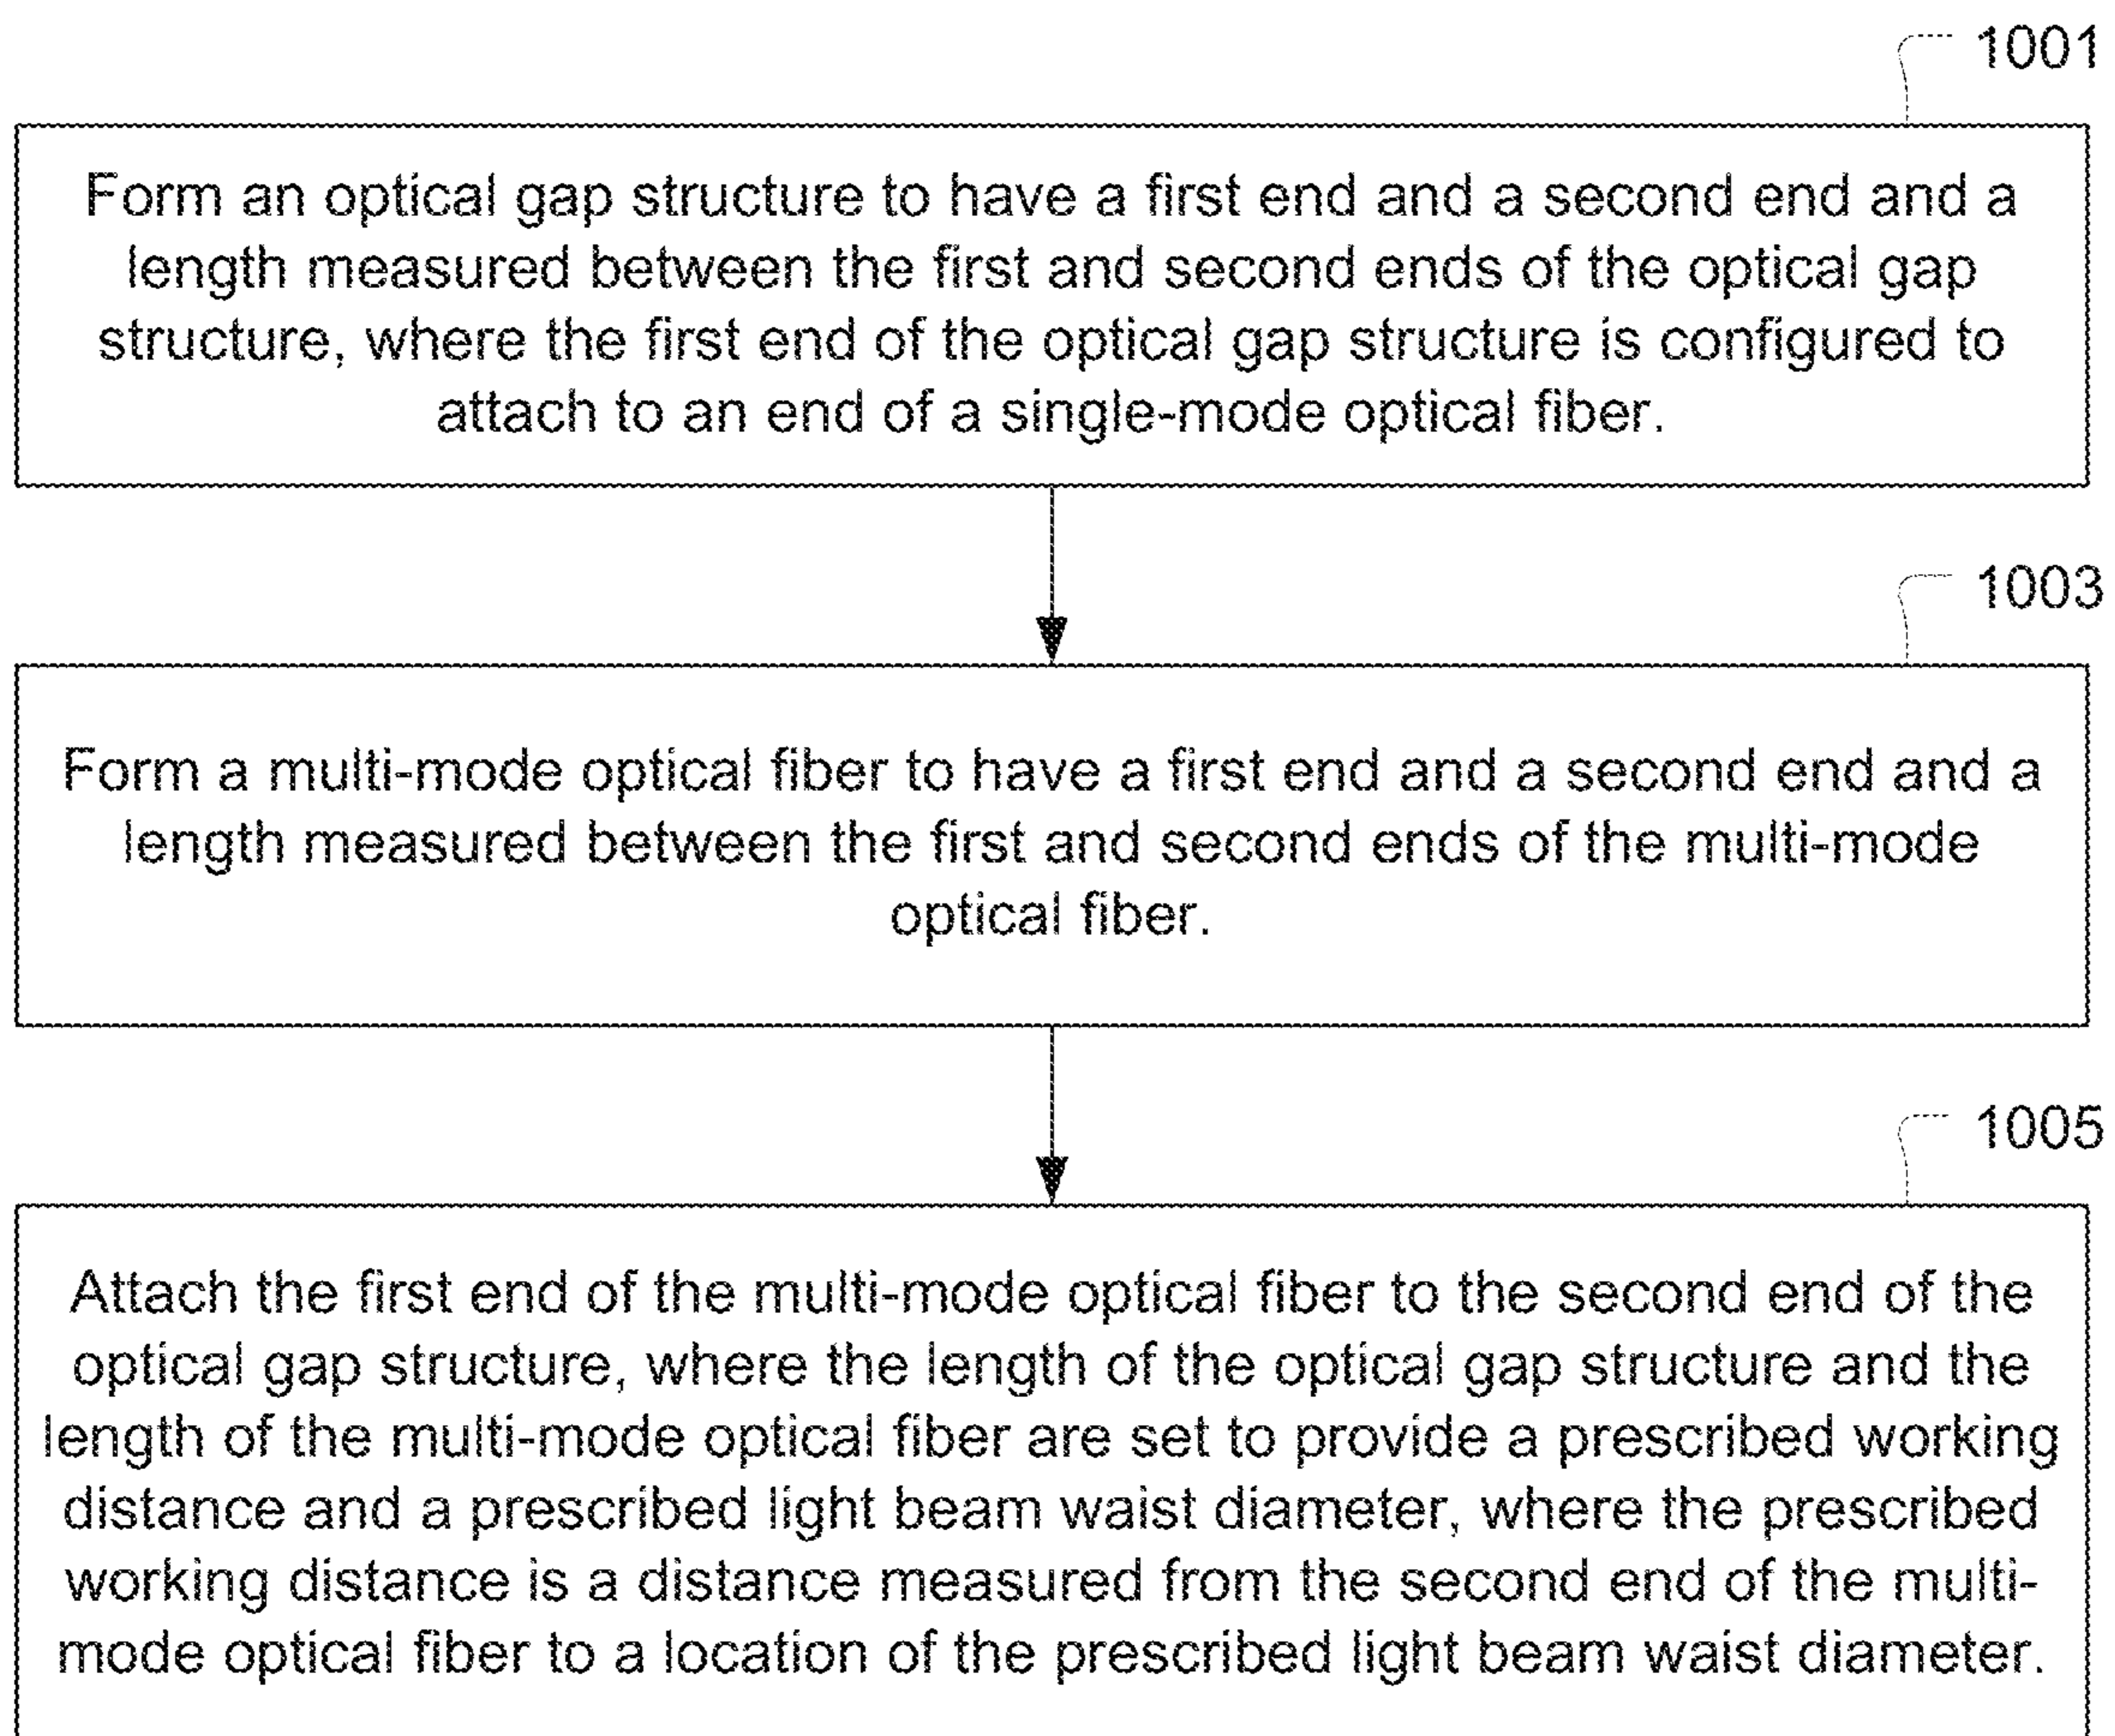 1001
Form an optical gap structure to have a first end and a second end and a
length measured between the first and second ends of the optical gap
structure, where the first end of the optical gap structure is configured to
attach to an end of a single-mode optical fiber.
1003
Form a multi-mode optical fiber to have a first end and a second end and a
length measured between the first and second ends of the multi-mode
optical fiber.
1005
Attach the first end of the multi-mode optical fiber to the second end of the
optical gap structure, where the length of the optical gap structure and the
length of the multi-mode optical fiber are set to provide a prescribed working
distance and a prescribed light beam waist diameter, where the prescribed
working distance is a distance measured from the second end of the multi-
mode optical fiber to a location of the prescribed light beam waist diameter.